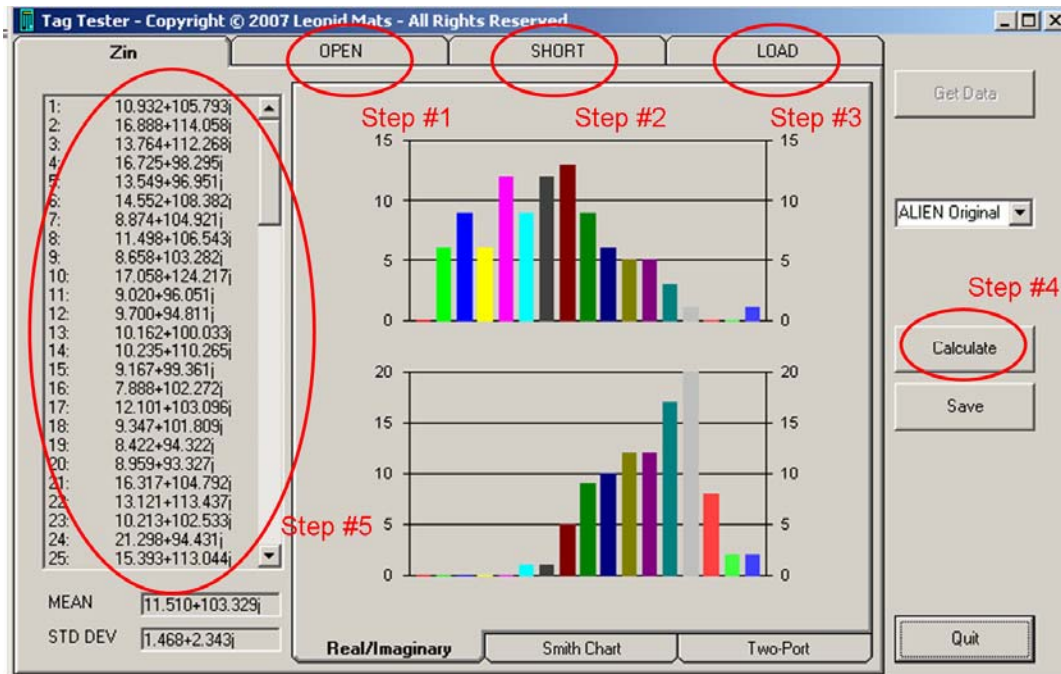 Tag Tester - Copyright © 2007 Leonid Mats - All Rights Reserved
Zin OPEN SHORT LOAD
Step #1 Step #2 Step #3
1: 10.932+105.793j
2: 16.888+114.058j
3: 13.764+112.268j
4: 16.725+98.295j
5: 13.549+96.951j
6: 14.552+108.382j
7: 8.874+104.921j
8: 11.498+106.543j
9: 8.658+103.282j
10: 17.058+124.217j
11: 9.020+96.051j
12: 9.700+94.811j
13: 10.162+100.033j
14: 10.235+110.265j
15: 9.167+99.361j
16: 7.888+102.272j
17: 12.101+103.096j
18: 9.347+101.809j
19: 8.422+94.322j
20: 8.959+93.327j
21: 16.317+104.792j
22: 13.121+113.437j
23: 10.213+102.533j
24: 21.298+94.431j
25: 15.393+113.044j
Step #5
MEAN 11.510+103.329j
STD DEV 1.468+2.343j
15 15
10 10
5 5
0 0
20 20
15 15
10 10
5 5
0 0
Real/Imaginary Smith Chart Two-Port
Get Data
ALIEN Original
Step #4
Calculate
Save
Quit